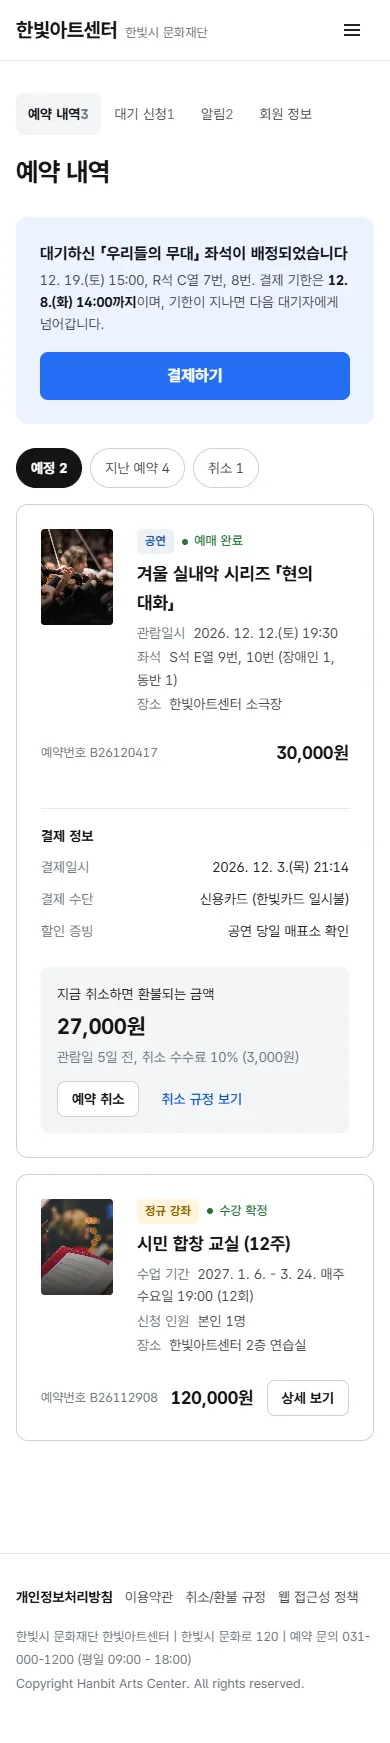 한빛아트센터 한빛시 문화재단
예약 내역3 대기 신청1 알림2 회원 정보
예약 내역
대기하신 「우리들의 무대」 좌석이 배정되었습니다
12. 19.(토) 15:00, R석 C열 7번, 8번. 결제 기한은 12.
8.(화) 14:00까지이며, 기한이 지나면 다음 대기자에게
넘어갑니다.
결제하기
예정 2 지난 예약 4 취소 1
공연 예매 완료
겨울 실내악 시리즈 「현의
대화」
관람일시 2026. 12. 12.(토) 19:30
좌석 S석 E열 9번, 10번 (장애인 1,
동반 1)
장소 한빛아트센터 소극장
예약번호 B26120417 30,000원
결제 정보
결제일시 2026. 12. 3.(목) 21:14
결제 수단 신용카드 (한빛카드 일시불)
할인 증빙 공연 당일 매표소 확인
지금 취소하면 환불되는 금액
27,000원
관람일 5일 전, 취소 수수료 10% (3,000원)
예약 취소 취소 규정 보기
정규 강좌 수강 확정
시민 합창 교실 (12주)
수업 기간 2027. 1. 6. - 3. 24. 매주
수요일 19:00 (12회)
신청 인원 본인 1명
장소 한빛아트센터 2층 연습실
예약번호 B26112908 120,000원 상세 보기
개인정보처리방침 이용약관 취소/환불 규정 웹 접근성 정책
한빛시 문화재단 한빛아트센터 | 한빛시 문화로 120 | 예약 문의 031-
000-1200 (평일 09:00 - 18:00)
Copyright Hanbit Arts Center. All rights reserved.